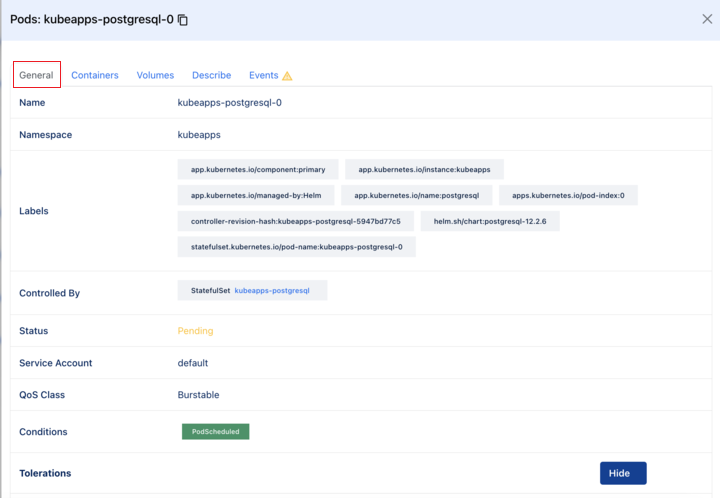 Pods: kubeapps-postgresql-0
General Containers Volumes Describe Events
Name kubeapps-postgresql-0
Namespace kubeapps
Labels
app.kubernetes.io/component:primary app.kubernetes.io/instance:kubeapps
app.kubernetes.io/managed-by:Helm app.kubernetes.io/name:postgresql apps.kubernetes.io/pod-index:0
controller-revision-hash:kubeapps-postgresql-5947bd77c5 helm.sh/chart:postgresql-12.2.6
statefulset.kubernetes.io/pod-name:kubeapps-postgresql-0
Controlled By StatefulSet kubeapps-postgresql
Status Pending
Service Account default
QoS Class Burstable
Conditions PodScheduled
Tolerations Hide